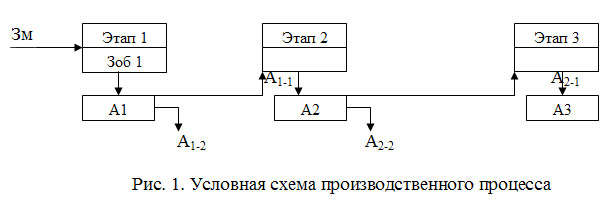 Зм
Этап 1
Этап 2
Этап 3
Зоб 1
A1-1
A2-1
A1
A2
A3
A1-2
A2-2
Рис. 1. Условная схема производственного процесса